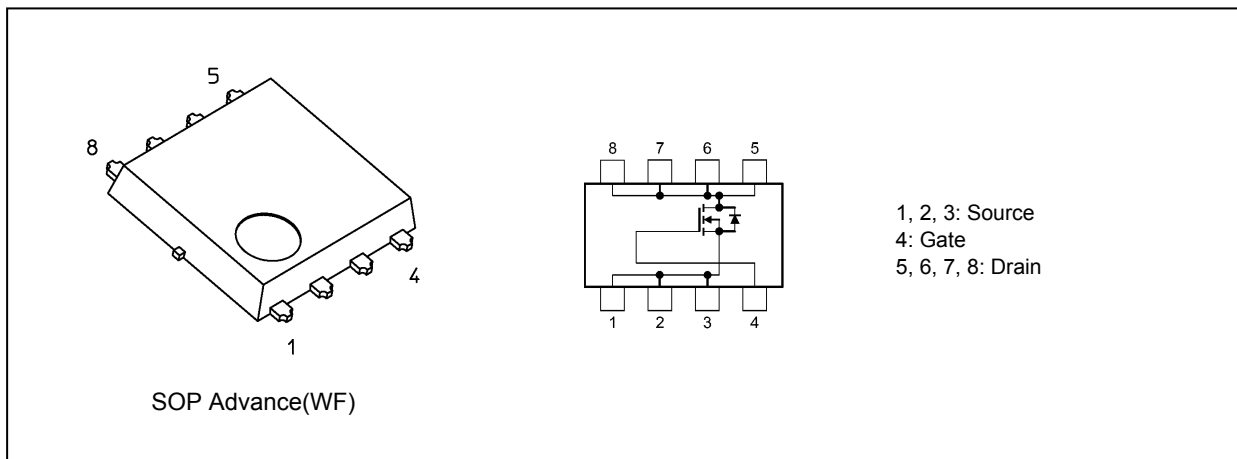 5
8
4
1
SOP Advance(WF)
8 7 6 5
1 2 3 4
1, 2, 3: Source
4: Gate
5, 6, 7, 8: Drain